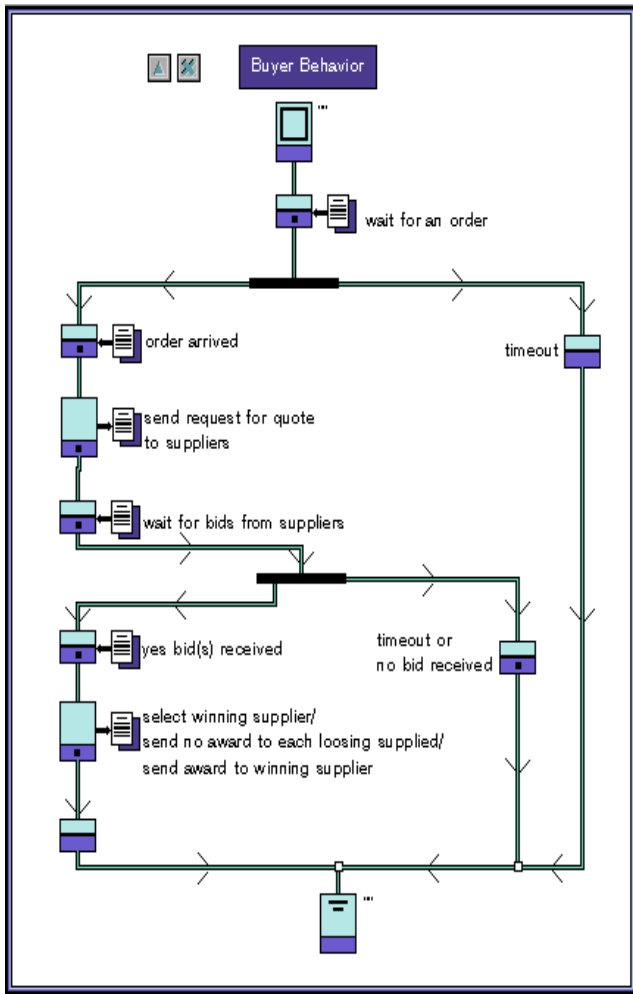 Buyer Behavior
wait for an order
order arrived
timeout
send request for quote
to suppliers
wait for bids from suppliers
yes bid(s) received
timeout or
no bid received
select winning supplier/
send no award to each loosing supplied/
send award to winning supplier